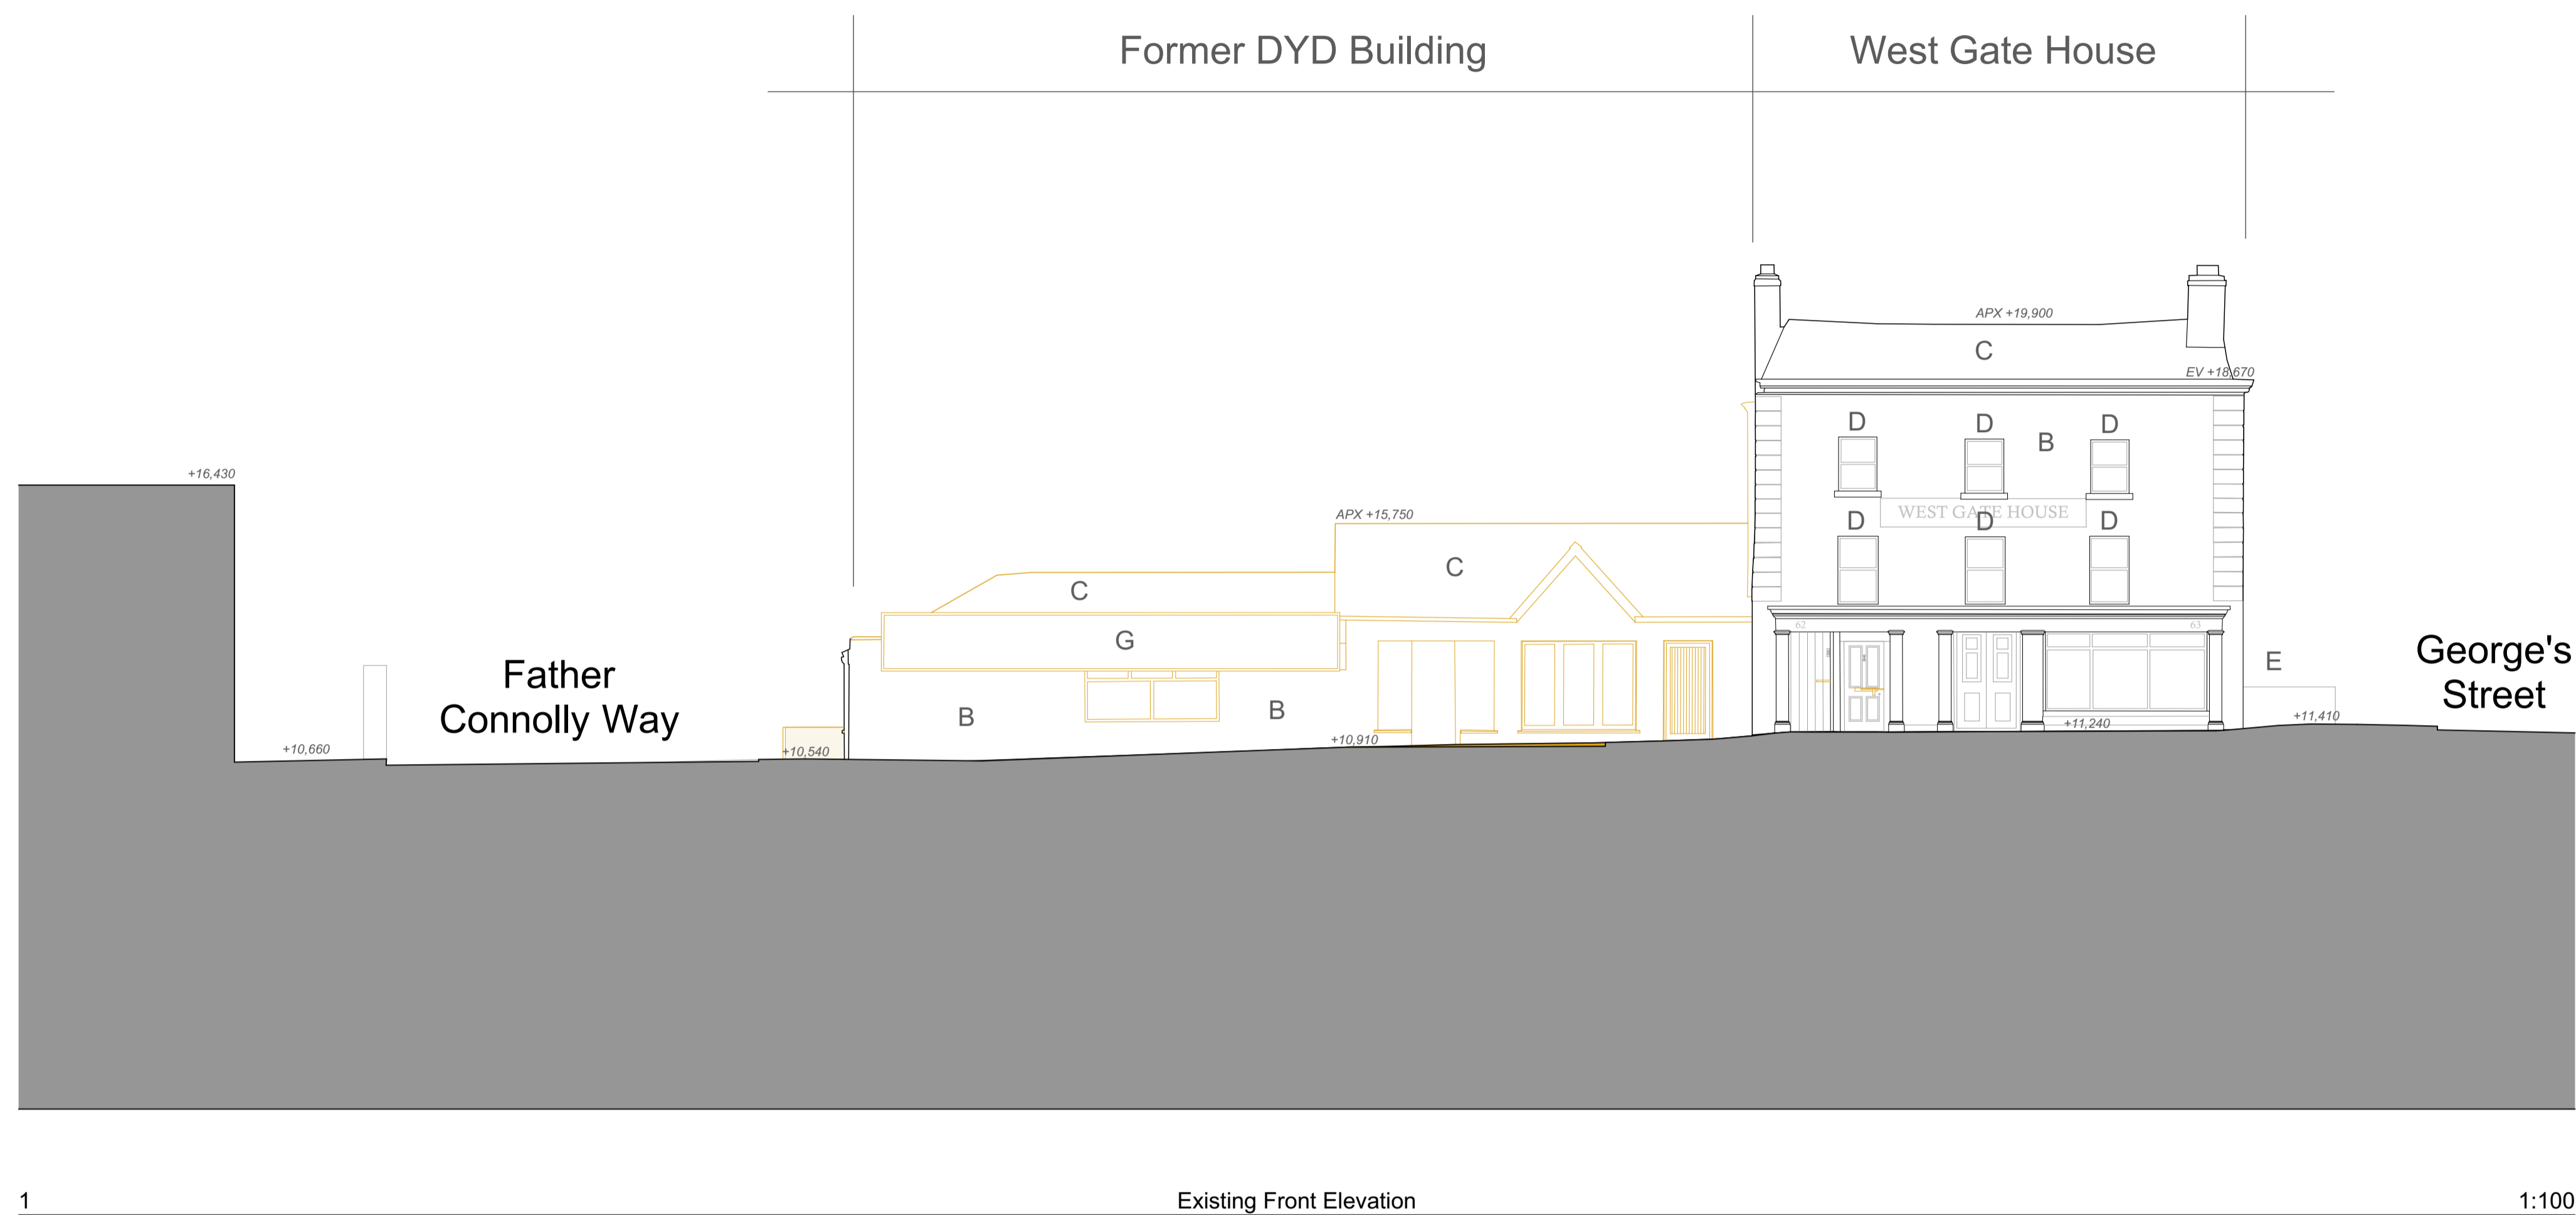 Former DYD Building
West Gate House
APX +19,900
C
EV +18,670
D
D
D
B
+16,430
WEST GATE HOUSE
APX +15,750
D
D
D
C
C
62
63
G
Father
Connolly Way
George's
Street
E
B
B
+11,240
+11,410
+10,660
+10,540
+10,910
1
Existing Front Elevation
1:100